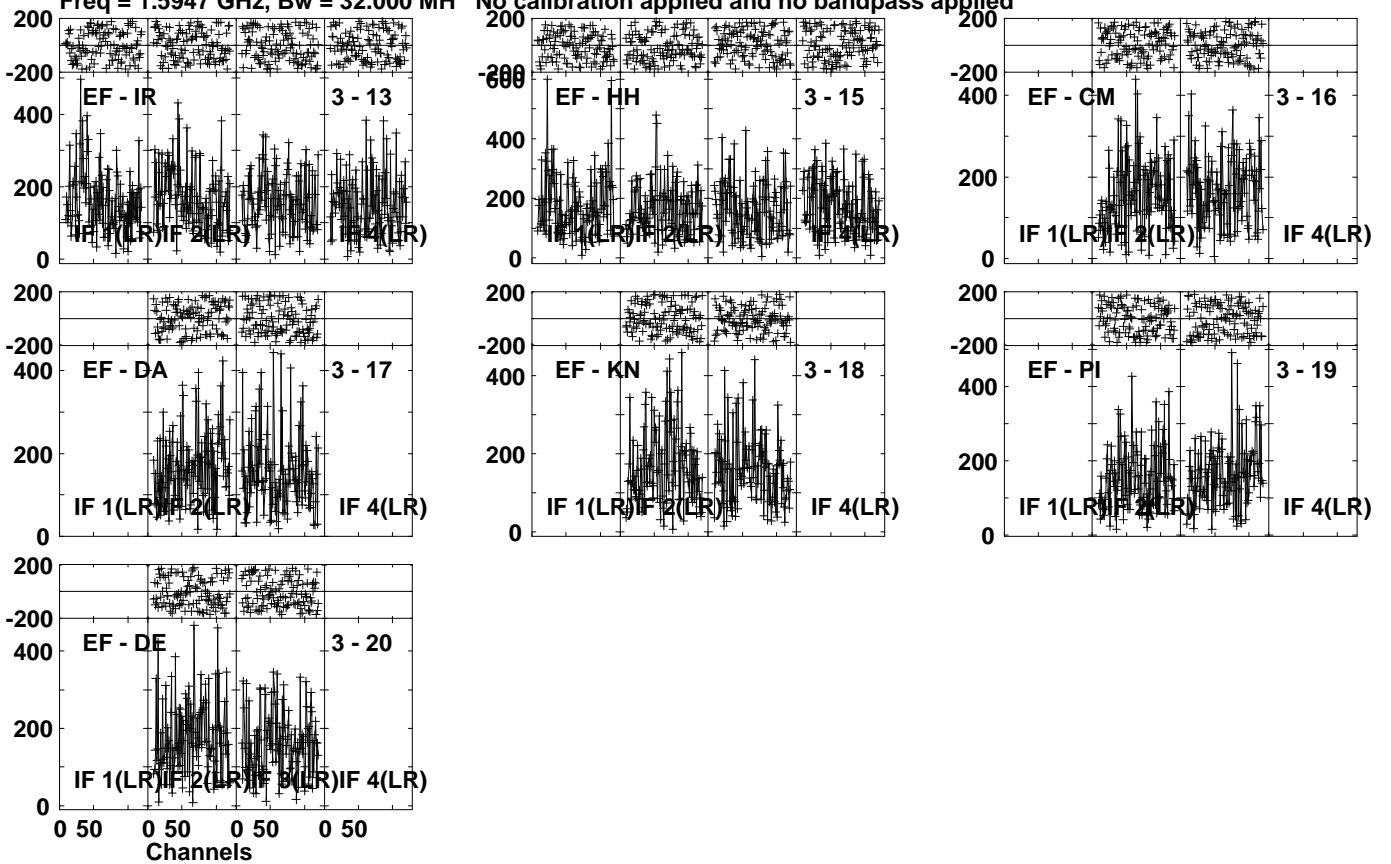 Freq = 1.5947 GHz, Bw = 32.000 MH   No calibration applied and no bandpass applied
200
-200
EF - IR
3 - 13
400
200
0
IF 1(LR)
IF 2(LR)
IF 4(LR)
200
-200
600
EF - HH
3 - 15
400
200
0
IF 1(LR)
IF 2(LR)
IF 4(LR)
200
-200
EF - CM
3 - 16
400
200
0
IF 1(LR)
IF 2(LR)
IF 4(LR)
200
-200
EF - DA
3 - 17
400
200
0
IF 1(LR)
IF 2(LR)
IF 4(LR)
200
-200
EF - KN
3 - 18
400
200
0
IF 1(LR)
IF 2(LR)
IF 4(LR)
200
-200
EF - PI
3 - 19
400
200
0
IF 1(LR)
IF 2(LR)
IF 4(LR)
200
-200
EF - DE
3 - 20
400
200
0
IF 1(LR)
IF 2(LR)
IF 3(LR)
IF 4(LR)
0 50 0 50 0 50 0 50
Channels